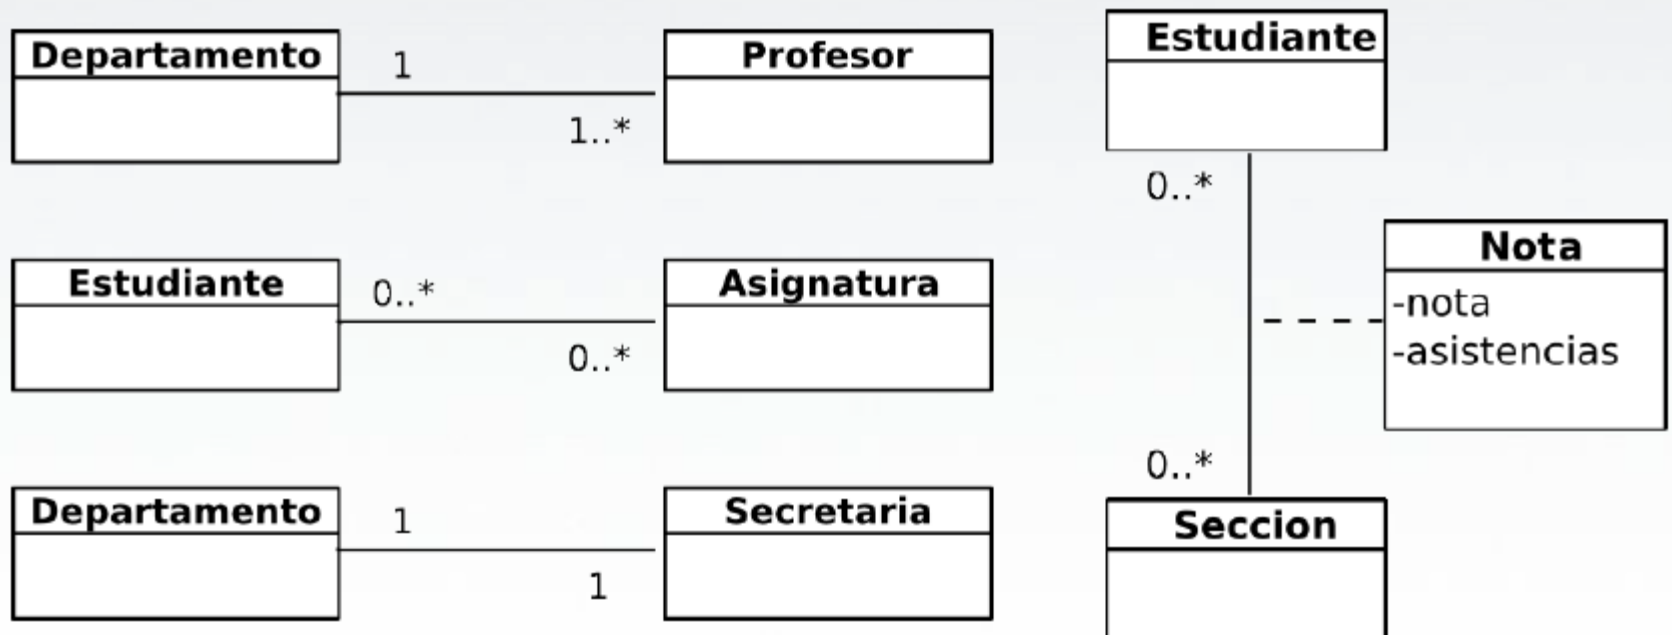 Departamento
1
1..*
Profesor
Estudiante
0..*
0..*
Asignatura
Departamento
1
1
Secretaria
Estudiante
0..*
Nota
-nota
-asistencias
0..*
Seccion